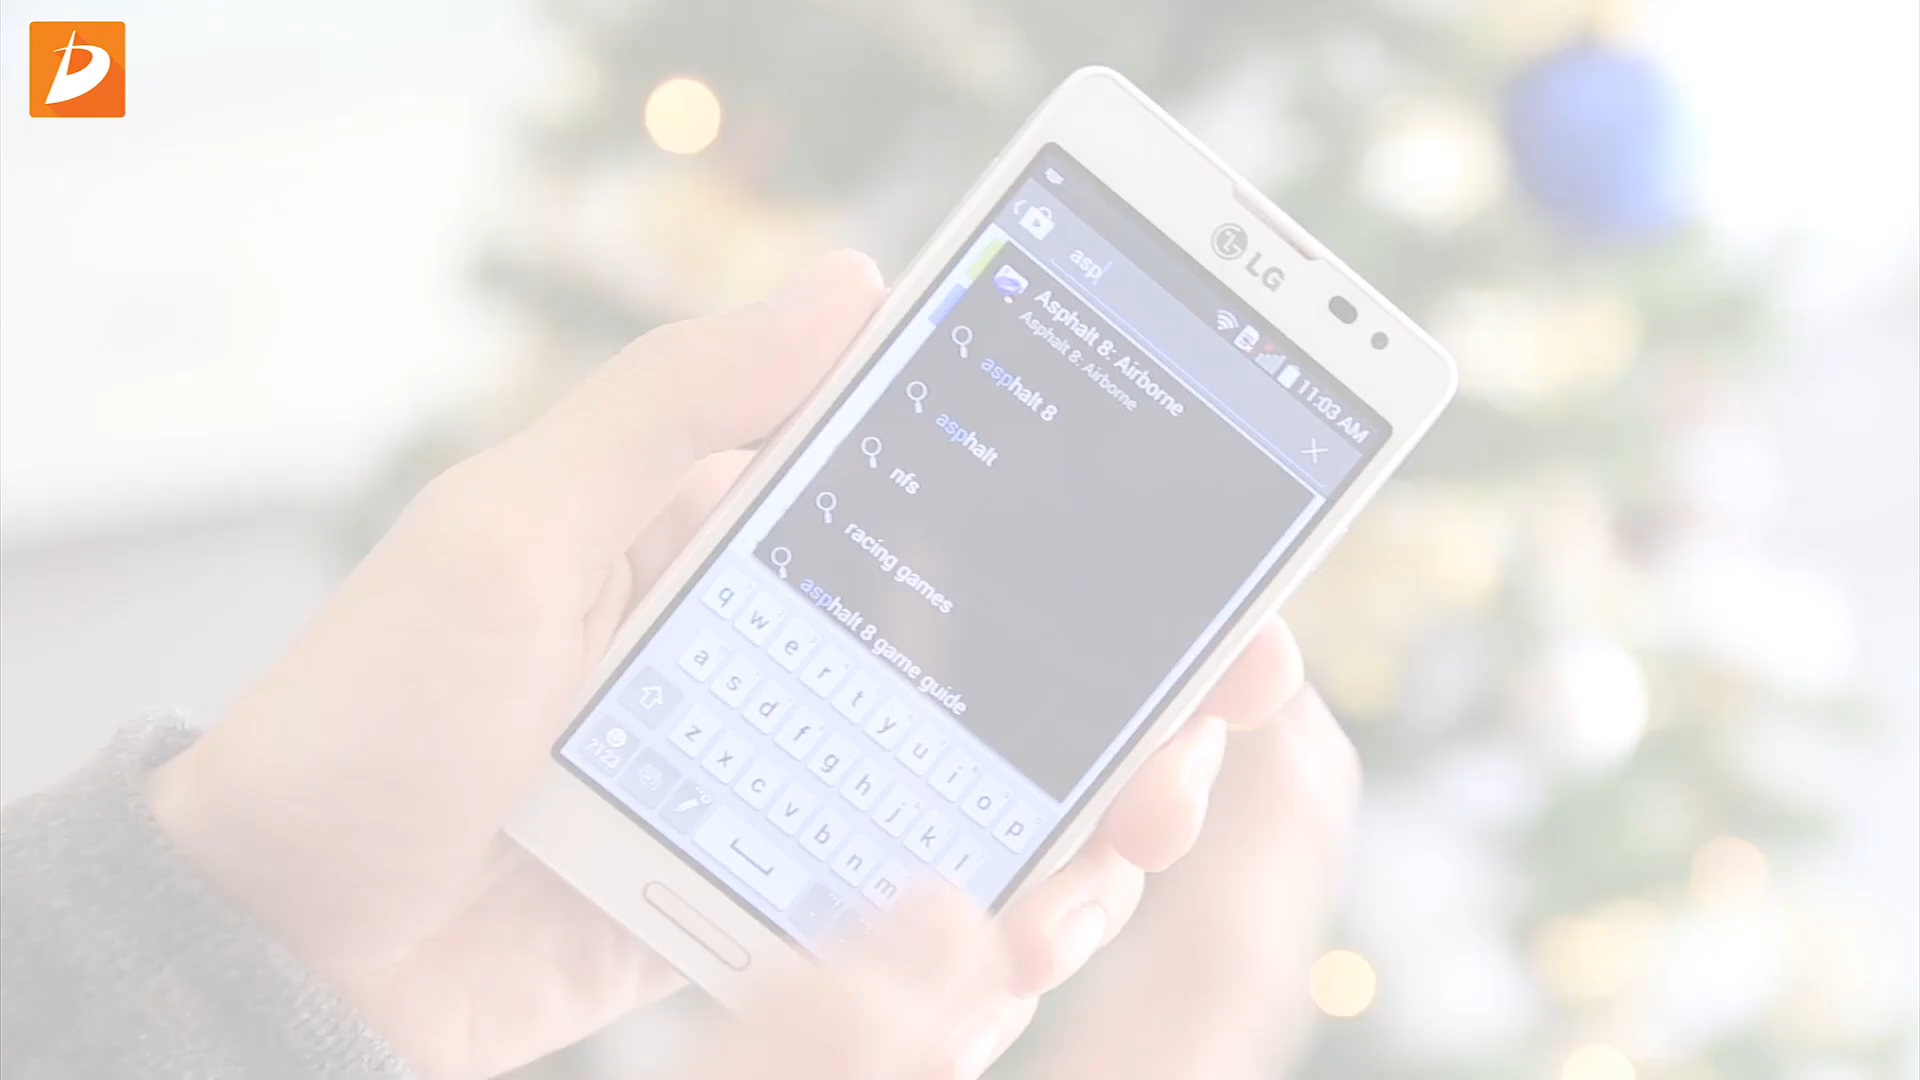 LG
11:03 AM
asp
Asphalt 8: Airborne
Asphalt 8: Airborne
asphalt 8
asphalt
nfs
racing games
asphalt 8 game guide
q w e r t y u i o p
a s d f g h j k l
z x c v b n m
?123